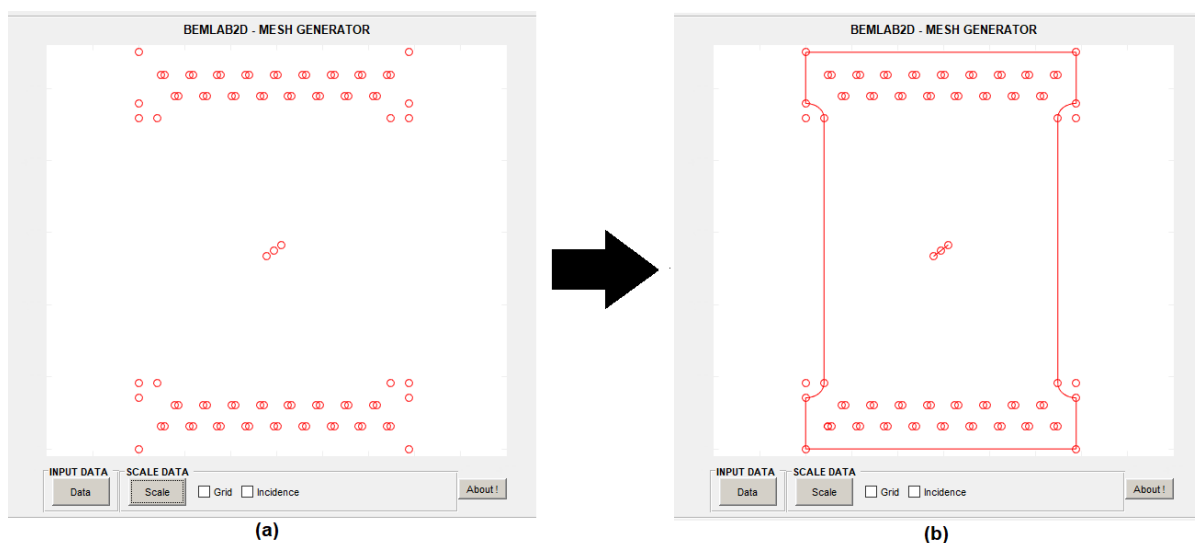 BEMLAB2D - MESH GENERATOR
INPUT DATA
Data
SCALE DATA
Scale
Grid
Incidence
About !
(a)
BEMLAB2D - MESH GENERATOR
INPUT DATA
Data
SCALE DATA
Scale
Grid
Incidence
About !
(b)